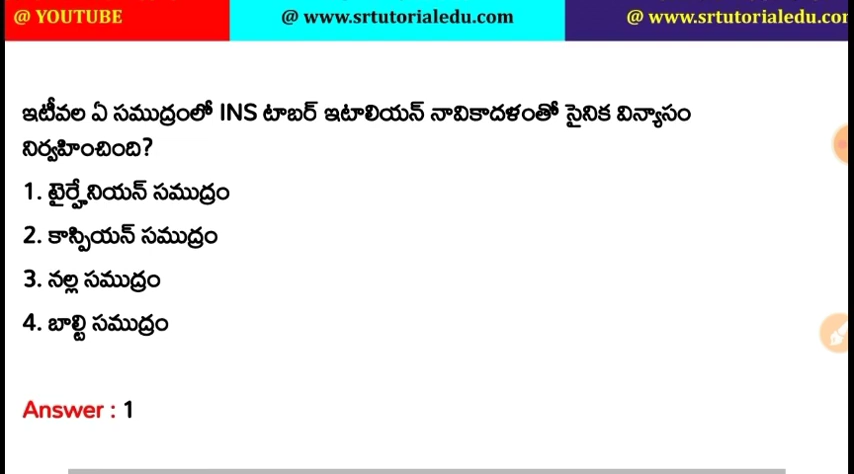 @ YOUTUBE @ www.srtutorialedu.com @ www.srtutorialedu.cor
ఇటీవల ఏ సముద్రంలో INS టాబర్ ఇటాలియన్ నావికాదళంతో సైనిక విన్యాసం
నిర్వహించింది?
1. టైర్హేనియన్ సముద్రం
2. కాస్పియన్ సముద్రం
3. నల్ల సముద్రం
4. బాల్టి సముద్రం
Answer : 1